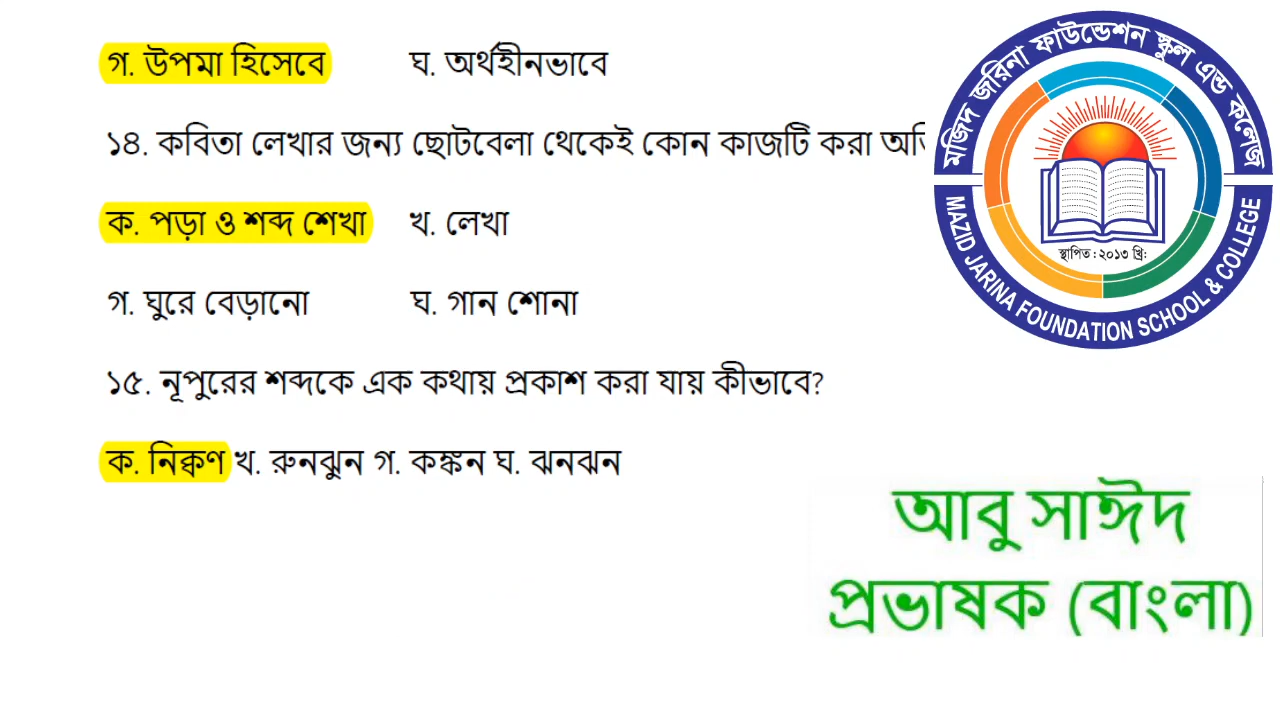 গ. উপমা হিসেবে ঘ. অর্থহীনভাবে
১৪. কবিতা লেখার জন্য ছোটবেলা থেকেই কোন কাজটি করা
ক. পড়া ও শব্দ শেখা খ. লেখা
গ. ঘুরে বেড়ানো ঘ. গান শোনা
১৫. নূপুরের শব্দকে এক কথায় প্রকাশ করা যায় কীভাবে?
ক. নিক্বণ খ. রুনঝুন গ. কঙ্কন ঘ. ঝনঝন
মজিদ জরিনা ফাউন্ডেশন স্কুল এন্ড কলেজ
স্থাপিত : ২০১৩ খ্রি:
MAZID JARINA FOUNDATION SCHOOL & COLLEGE
আবু সাঈদ
প্রভাষক (বাংলা)